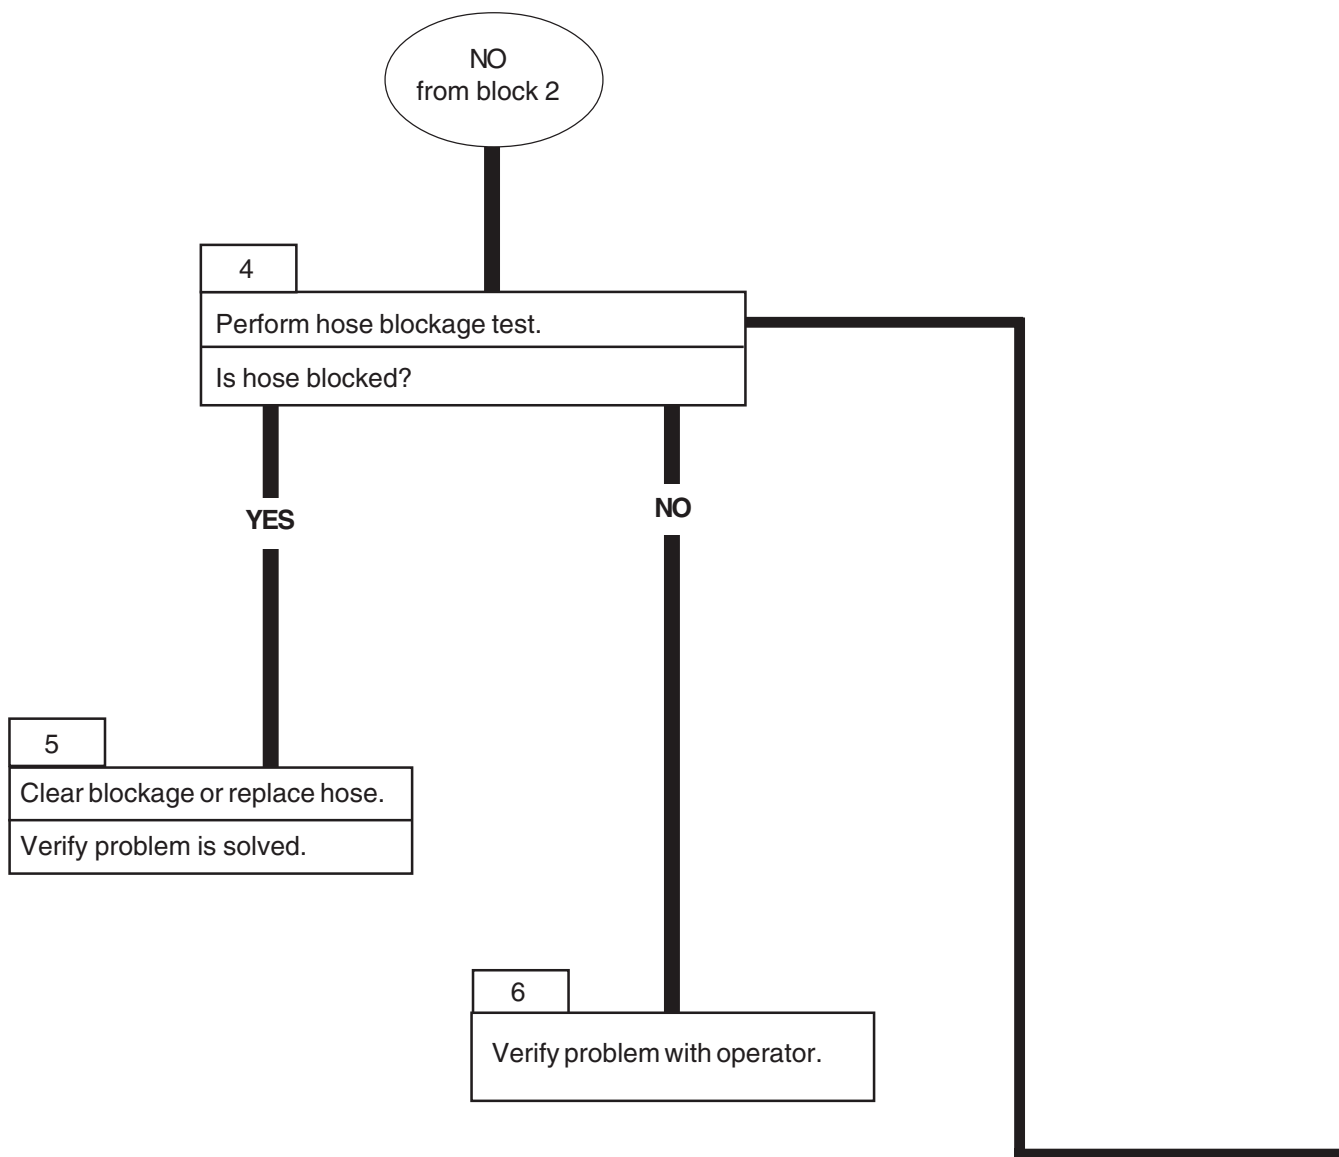 NO
from block 2
4
Perform hose blockage test.
Is hose blocked?
YES
NO
5
Clear blockage or replace hose.
Verify problem is solved.
6
Verify problem with operator.